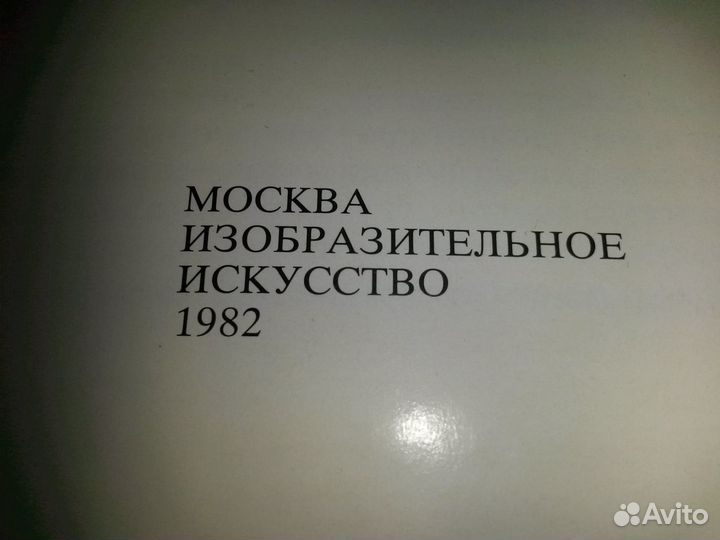 МОСКВА
ИЗОБРАЗИТЕЛЬНОЕ
ИСКУССТВО
1982
Avito